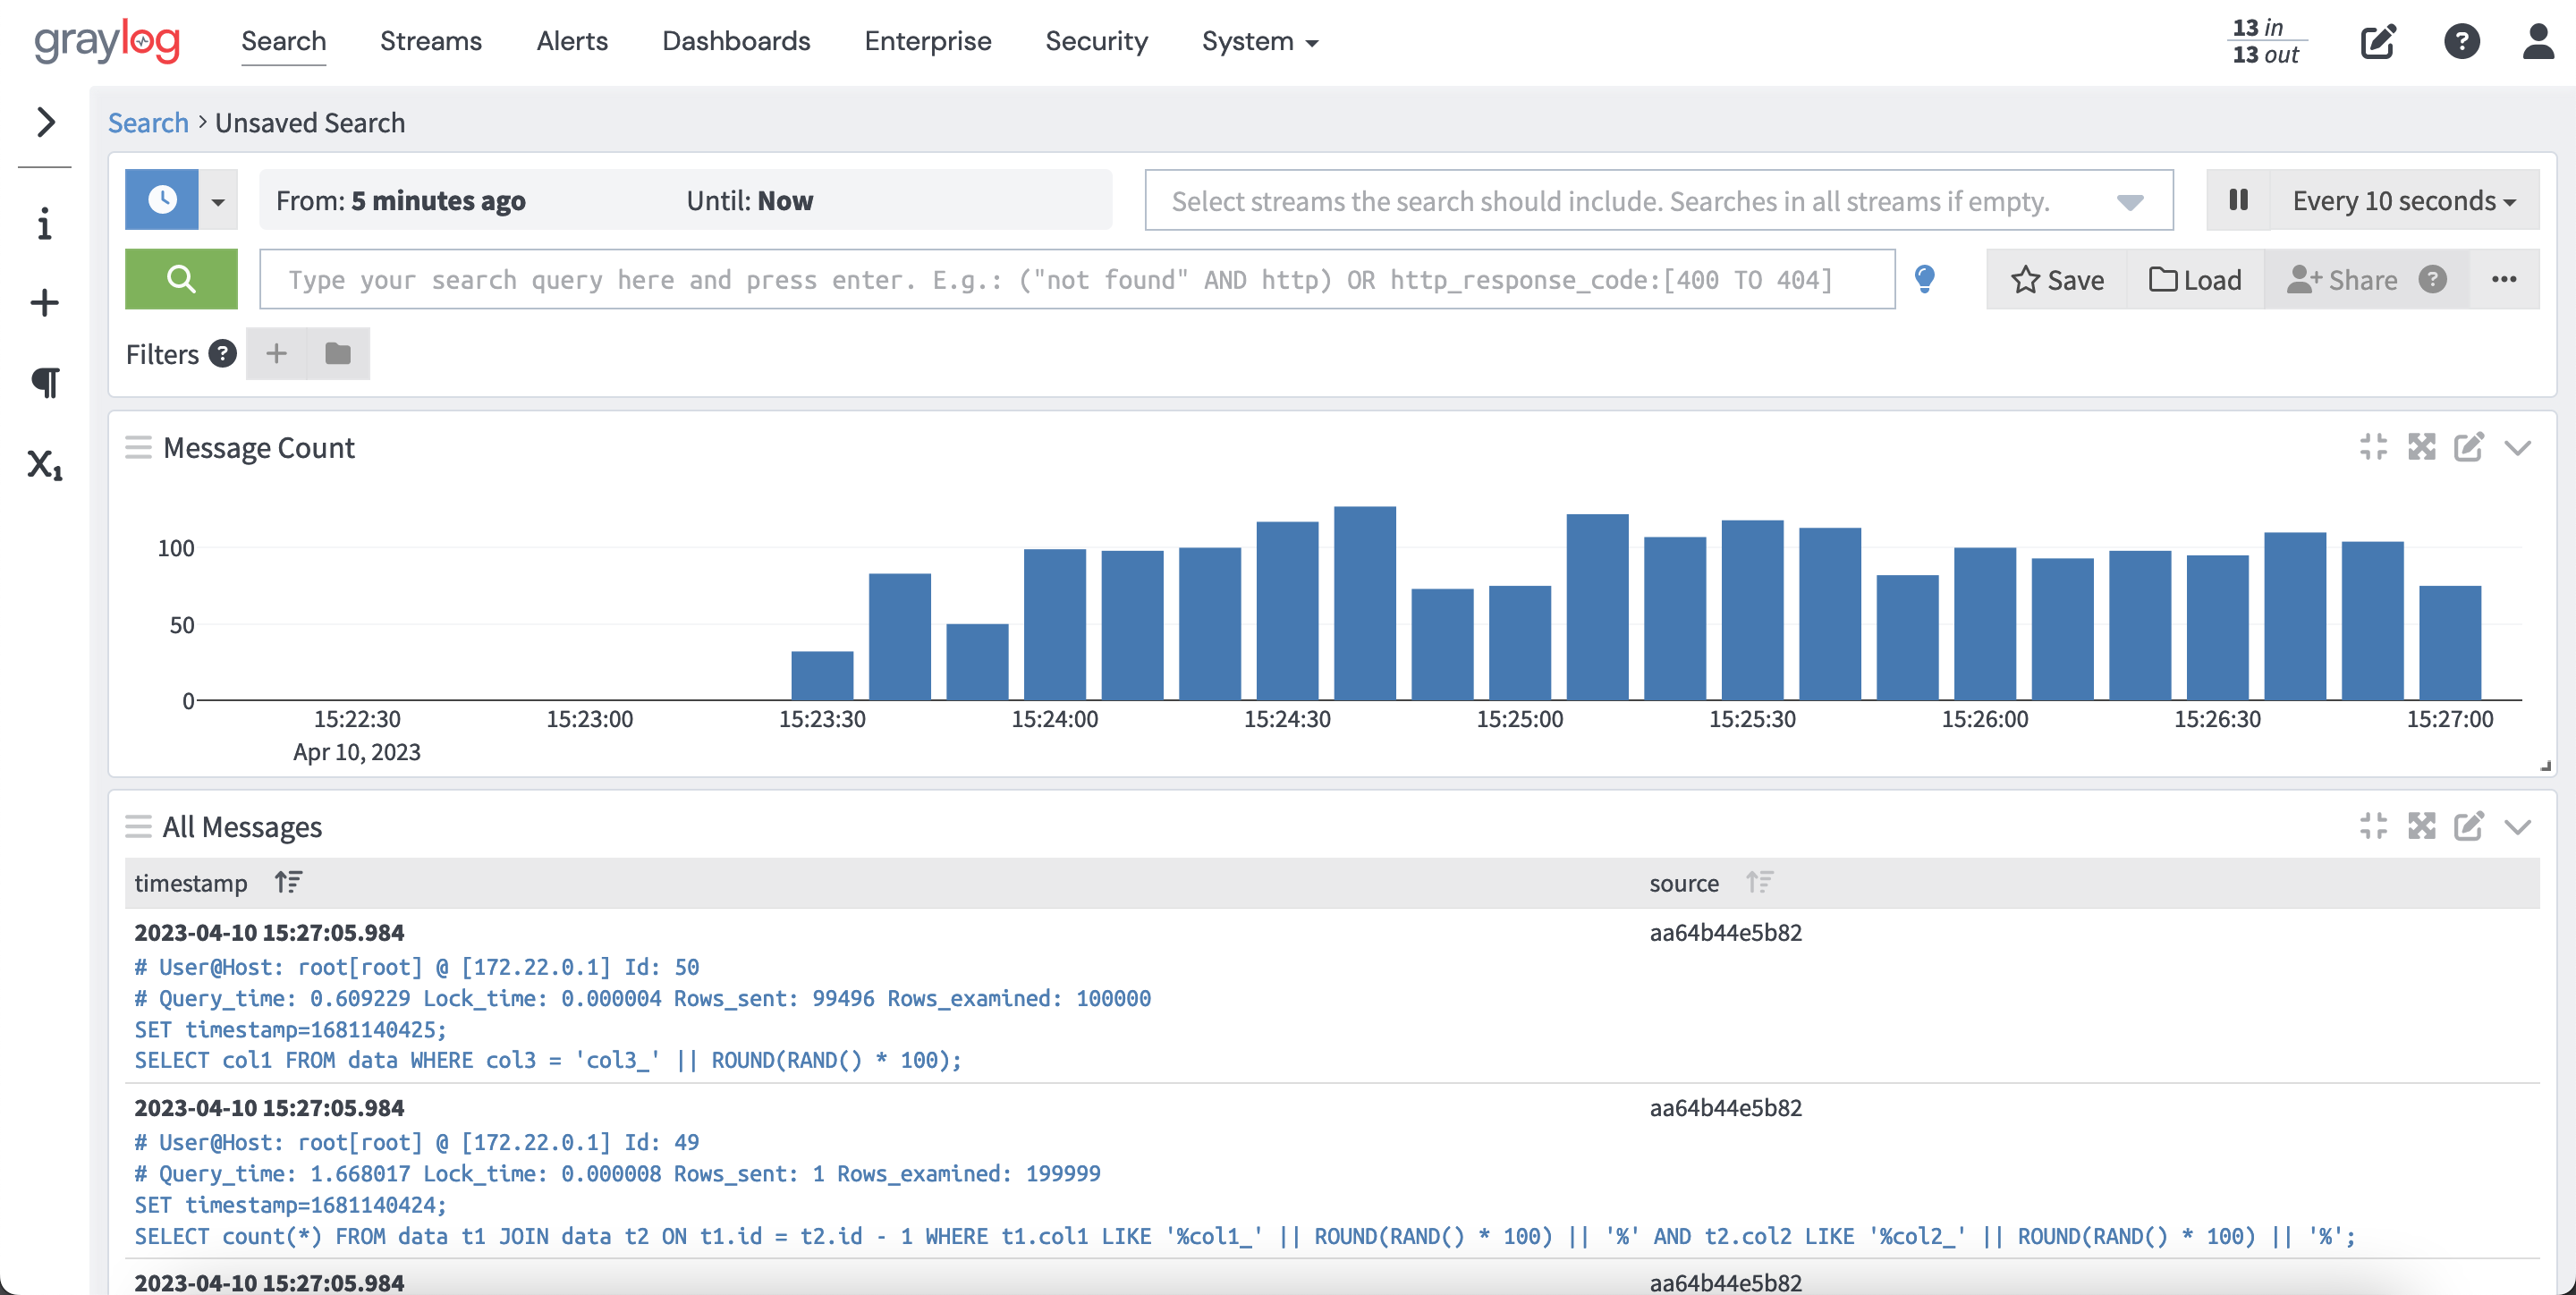 graylog Search Streams Alerts Dashboards Enterprise Security System 13 in
13 out ?
Search > Unsaved Search
From: 5 minutes ago Until: Now Select streams the search should include. Searches in all streams if empty. Every 10 seconds
Type your search query here and press enter. E.g.: ("not found" AND http) OR http_response_code:[400 TO 404] Save Load Share ? ...
Filters ? +
X₁
Message Count
100
50
0
15:22:30 15:23:00 15:23:30 15:24:00 15:24:30 15:25:00 15:25:30 15:26:00 15:26:30 15:27:00
Apr 10, 2023
All Messages
timestamp source
2023-04-10 15:27:05.984 aa64b44e5b82
# User@Host: root[root] @ [172.22.0.1] Id: 50
# Query_time: 0.609229 Lock_time: 0.000004 Rows_sent: 99496 Rows_examined: 100000
SET timestamp=1681140425;
SELECT col1 FROM data WHERE col3 = 'col3_' || ROUND(RAND() * 100);
2023-04-10 15:27:05.984 aa64b44e5b82
# User@Host: root[root] @ [172.22.0.1] Id: 49
# Query_time: 1.668017 Lock_time: 0.000008 Rows_sent: 1 Rows_examined: 199999
SET timestamp=1681140424;
SELECT count(*) FROM data t1 JOIN data t2 ON t1.id = t2.id - 1 WHERE t1.col1 LIKE '%col1_' || ROUND(RAND() * 100) || '%' AND t2.col2 LIKE '%col2_' || ROUND(RAND() * 100) || '%';
2023-04-10 15:27:05.984 aa64b44e5b82